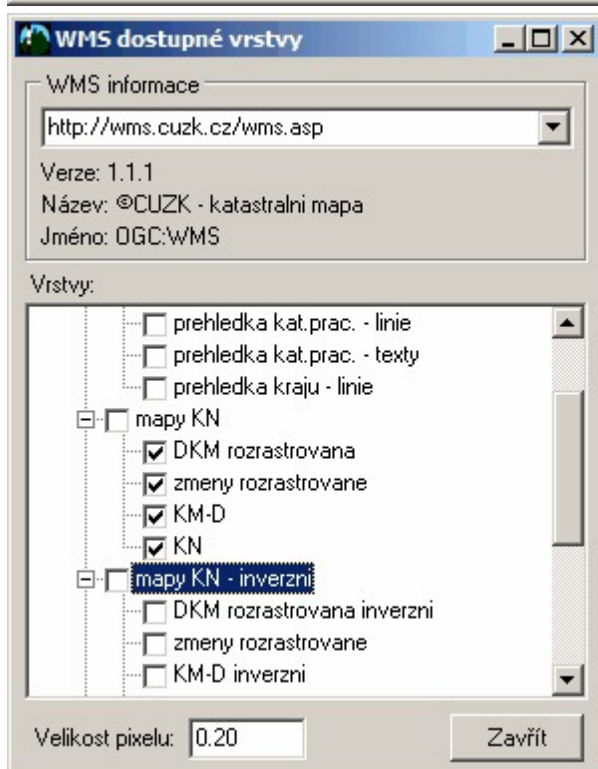 WMS dostupné vrstvy
WMS informace
http://wms.cuzk.cz/wms.asp
Verze: 1.1.1
Název: ©CUZK - katastralni mapa
Jméno: OGC:WMS
Vrstvy:
prehledka kat.prac. - linie
prehledka kat.prac. - texty
prehledka kraju - linie
mapy KN
DKM rozrastrovana
zmeny rozrastrovane
KM-D
KN
mapy KN - inverzni
DKM rozrastrovana inverzni
zmeny rozrastrovane
KM-D inverzni
Velikost pixelu: 0.20
Zavřít